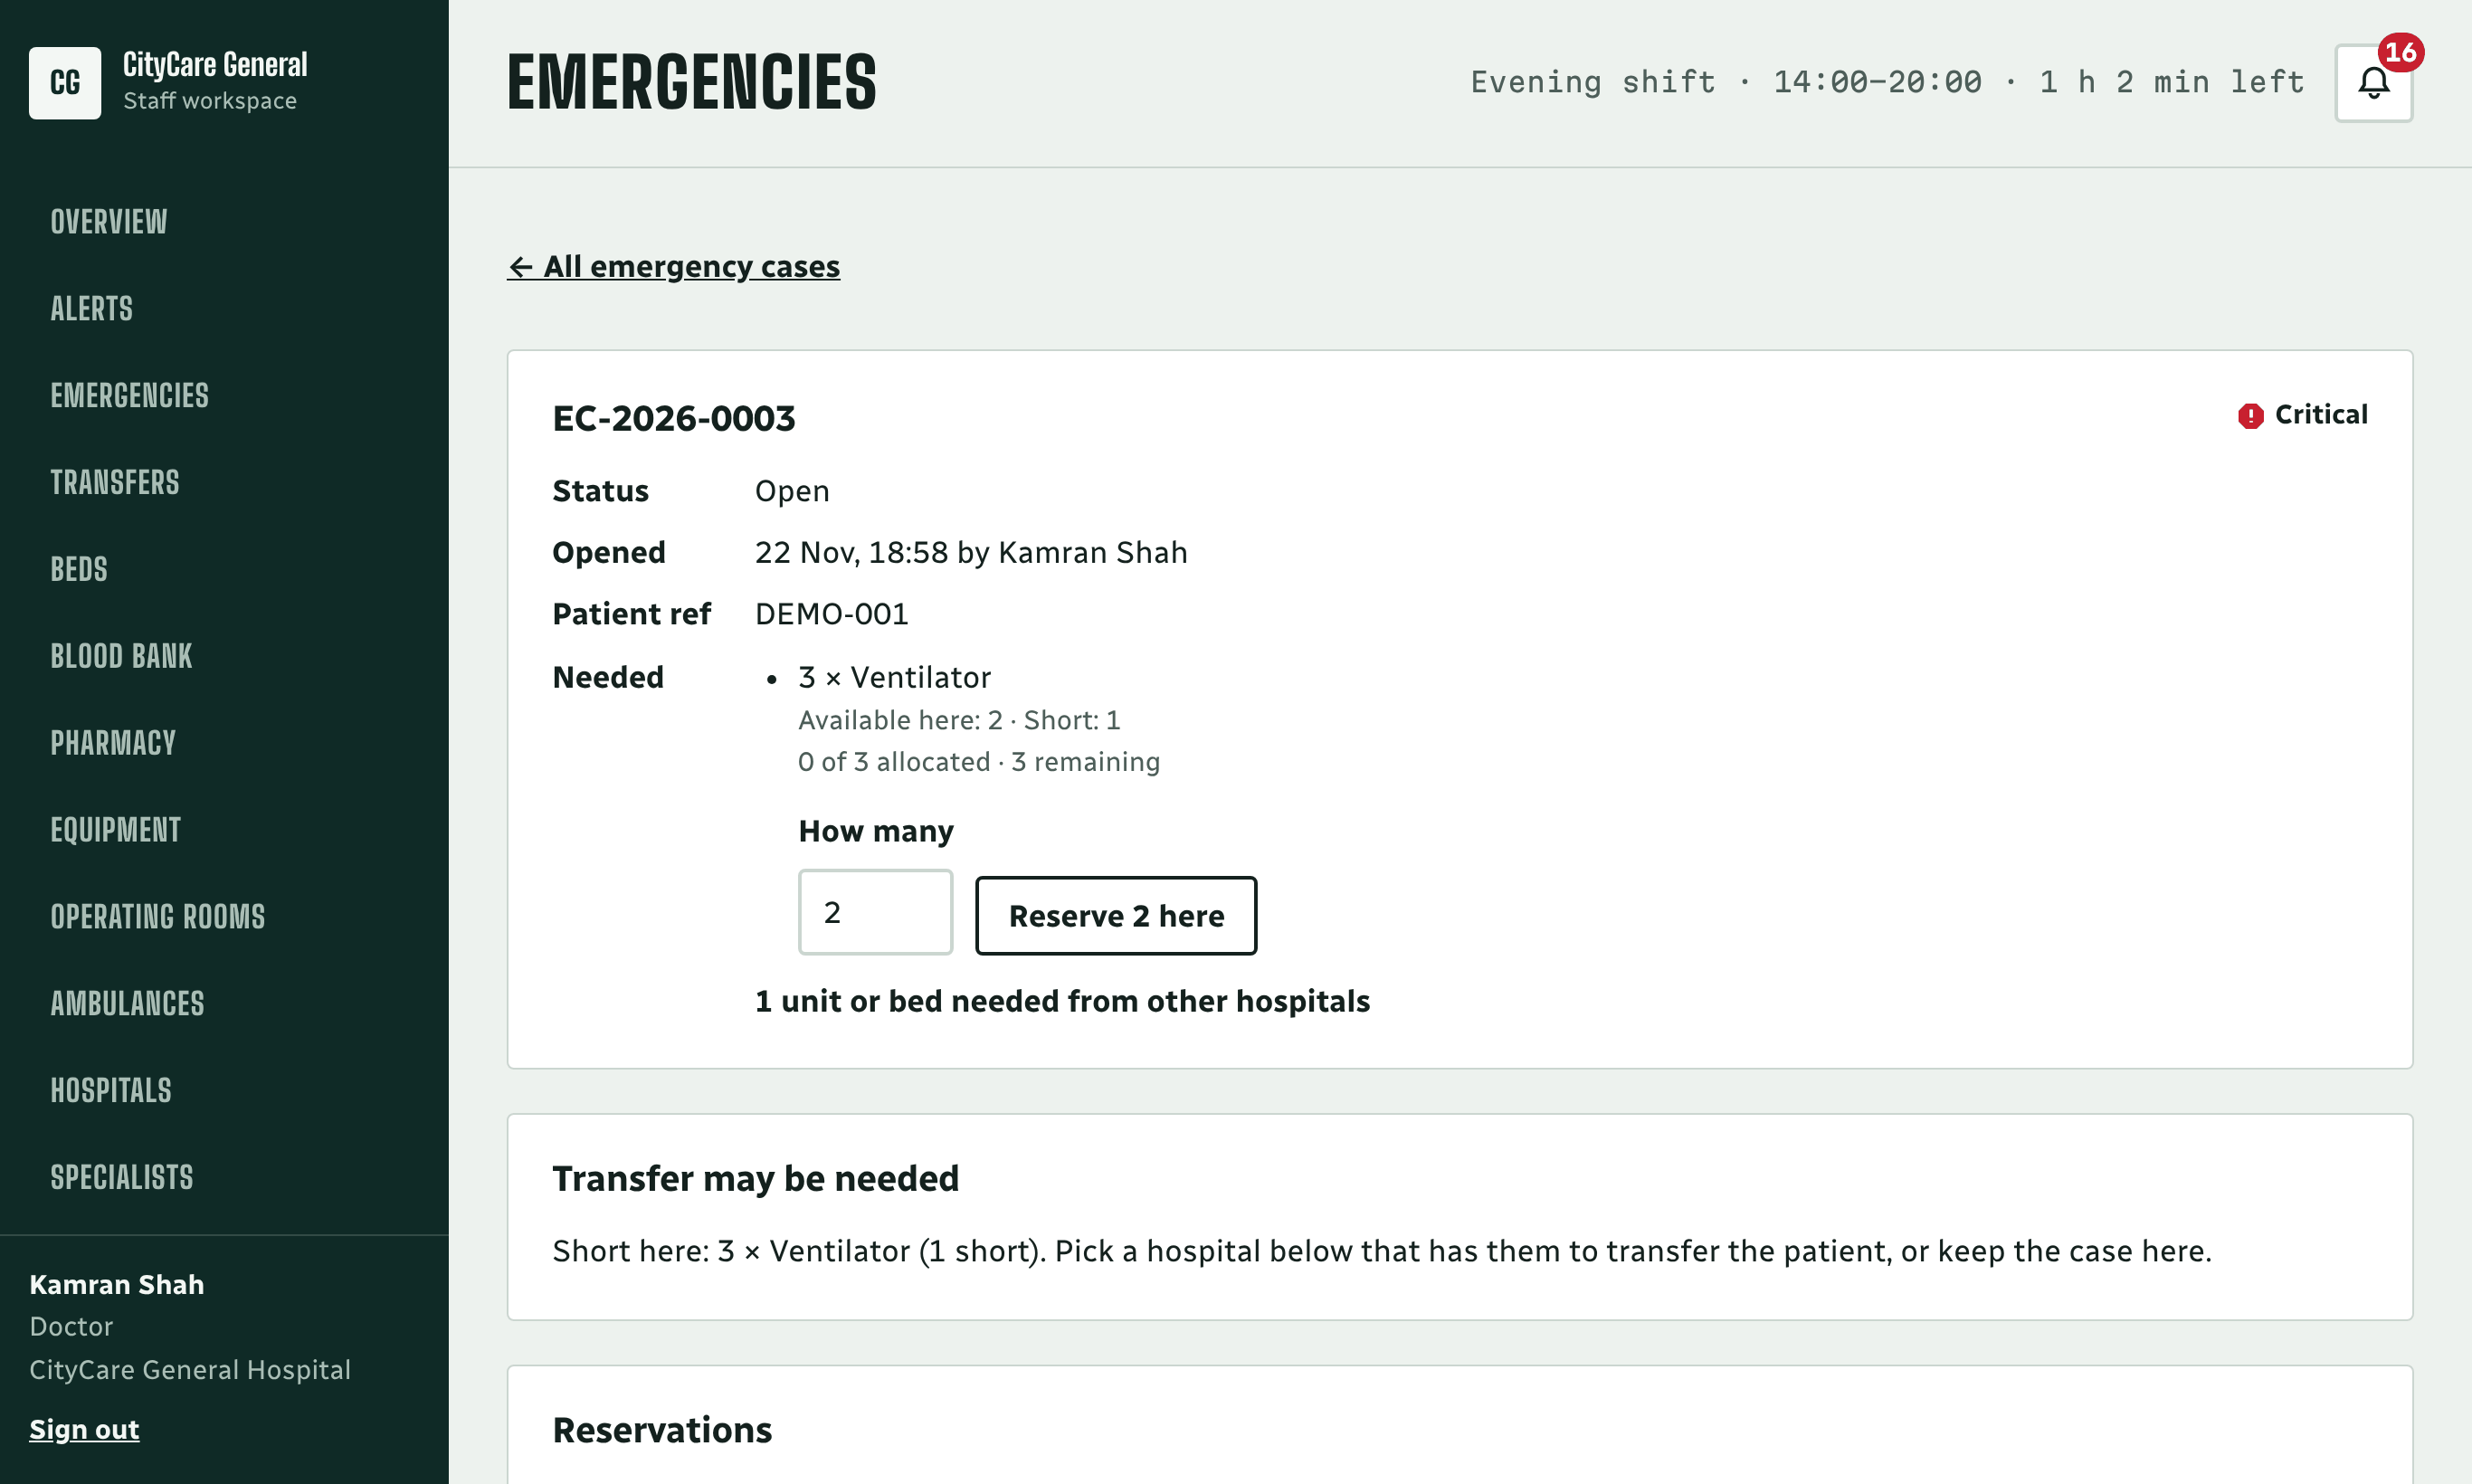 CG
CityCare General
Staff workspace
OVERVIEW
ALERTS
EMERGENCIES
TRANSFERS
BEDS
BLOOD BANK
PHARMACY
EQUIPMENT
OPERATING ROOMS
AMBULANCES
HOSPITALS
SPECIALISTS
Kamran Shah
Doctor
CityCare General Hospital
Sign out
EMERGENCIES
Evening shift · 14:00–20:00 · 1 h 2 min left
16
← All emergency cases
EC-2026-0003
Critical
Status Open
Opened 22 Nov, 18:58 by Kamran Shah
Patient ref DEMO-001
Needed • 3 × Ventilator
Available here: 2 · Short: 1
0 of 3 allocated · 3 remaining
How many
2 Reserve 2 here
1 unit or bed needed from other hospitals
Transfer may be needed
Short here: 3 × Ventilator (1 short). Pick a hospital below that has them to transfer the patient, or keep the case here.
Reservations